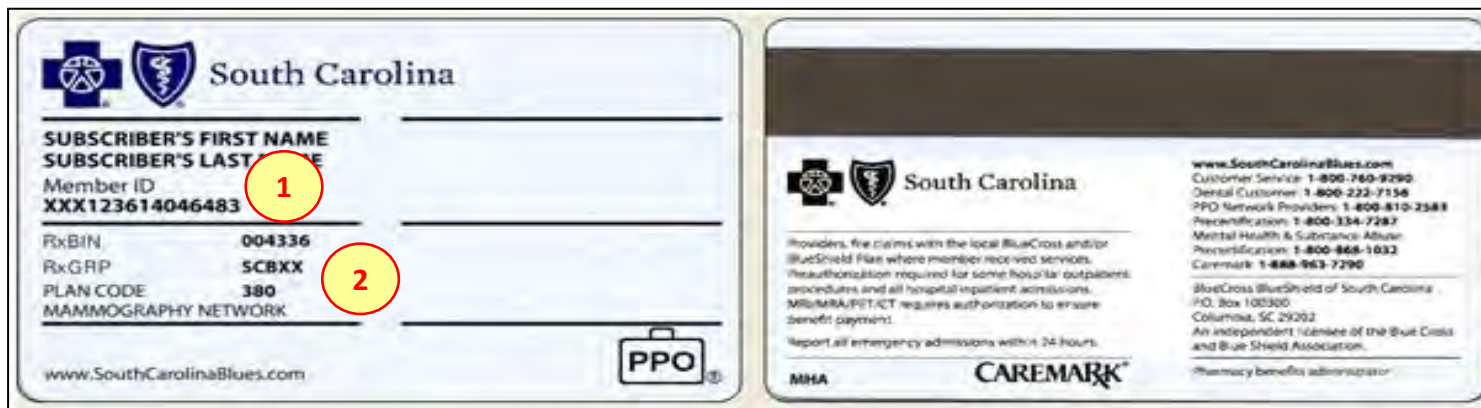 South Carolina
SUBSCRIBER'S FIRST NAME
SUBSCRIBER'S LAST
Member ID
XXX123614046483
1
RxBIN 004336
RxGRP SCBXX
PLAN CODE 380
MAMMOGRAPHY NETWORK
2
www.SouthCarolinaBlues.com
PPO®
South Carolina
Providers, file claims with the local BlueCross and/or
BlueShield Plan where member received services.
Preauthorization required for some hospital outpatient
procedures and all hospital inpatient admissions.
MRI/MRA/PET/CT requires authorization to ensure
benefit payment.
Report all emergency admissions within 24 hours.
MHA
CAREMARK
www.SouthCarolinaBlues.com
Customer Service: 1-800-760-9290
Dental Customer: 1-800-222-7156
PPO Network Providers: 1-800-810-2583
Precertification: 1-800-334-7287
Mental Health & Substance Abuse
Precertification: 1-800-868-1032
Caremark: 1-888-963-7290
BlueCross BlueShield of South Carolina
P.O. Box 100300
Columbia, SC 29202
An independent licensee of the Blue Cross
and Blue Shield Association.
Pharmacy benefits administrator